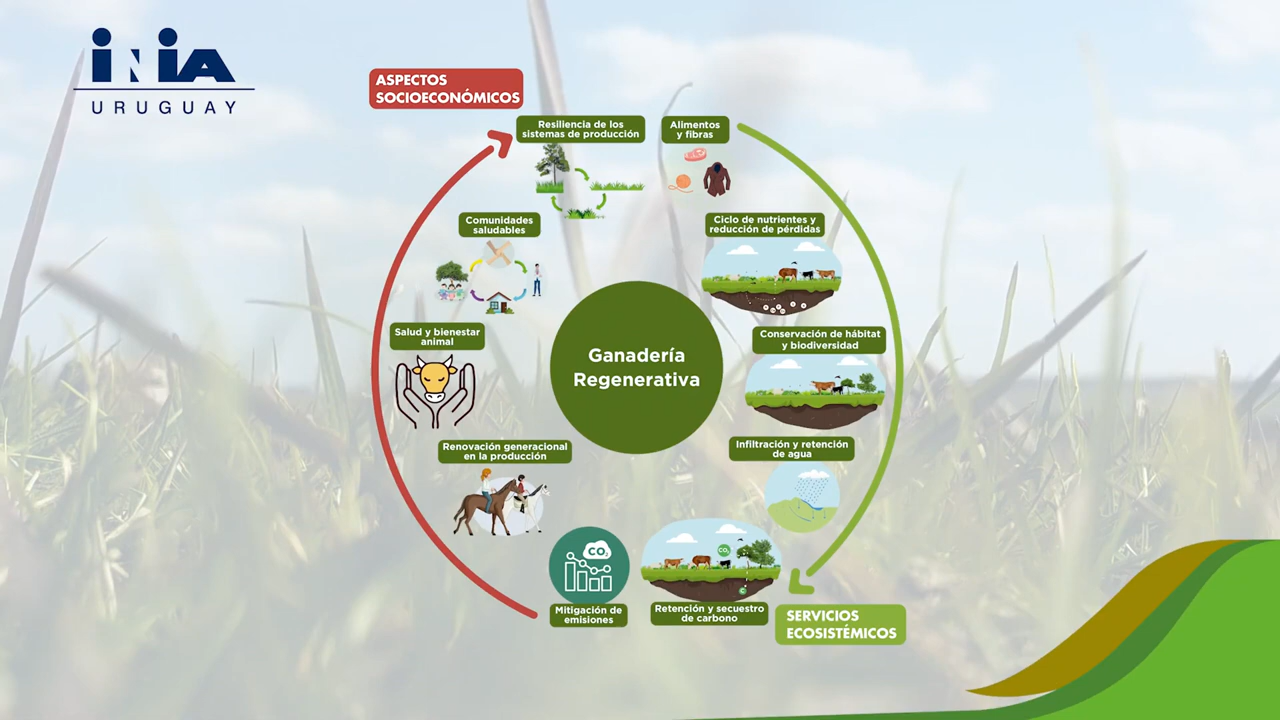 INIA
URUGUAY
ASPECTOS
SOCIOECONÓMICOS
Resiliencia de los
sistemas de producción
Alimentos
y fibras
Comunidades
saludables
Ciclo de nutrientes y
reducción de pérdidas
Salud y bienestar
animal
Conservación de hábitat
y biodiversidad
Ganadería
Regenerativa
Renovación generacional
en la producción
Infiltración y retención
de agua
CO₂
CO₂
C
Mitigación de
emisiones
Retención y secuestro
de carbono
SERVICIOS
ECOSISTÉMICOS